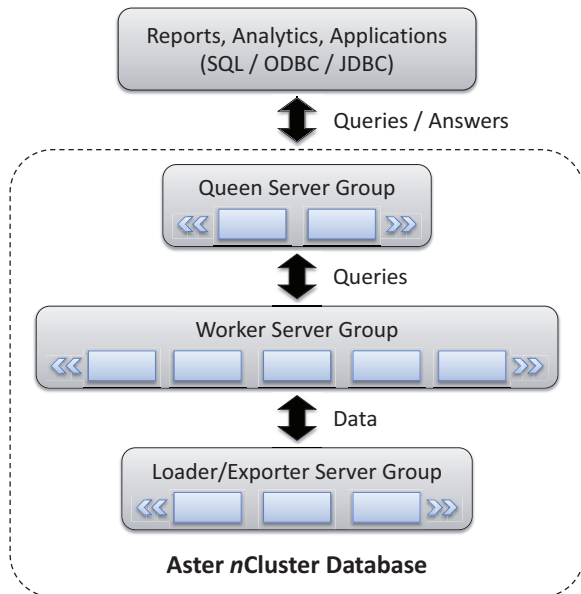 Reports, Analytics, Applications
(SQL / ODBC / JDBC)
Queries / Answers
Queen Server Group
Queries
Worker Server Group
Data
Loader/Exporter Server Group
Aster nCluster Database